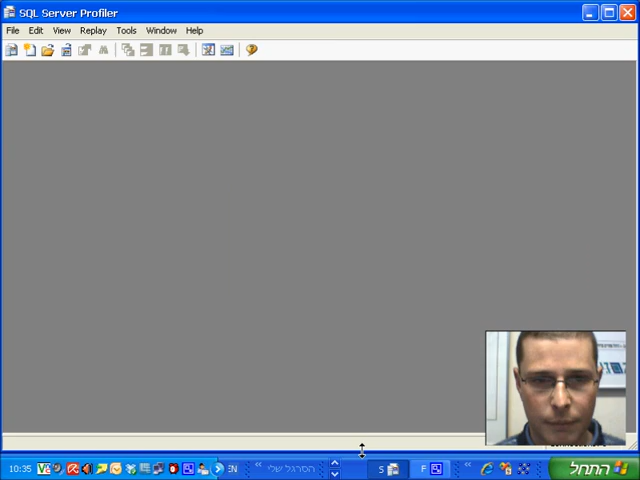 SQL Server Profiler
File Edit View Replay Tools Window Help
10:35
EN
הסרגל שלי
S
F
התחל